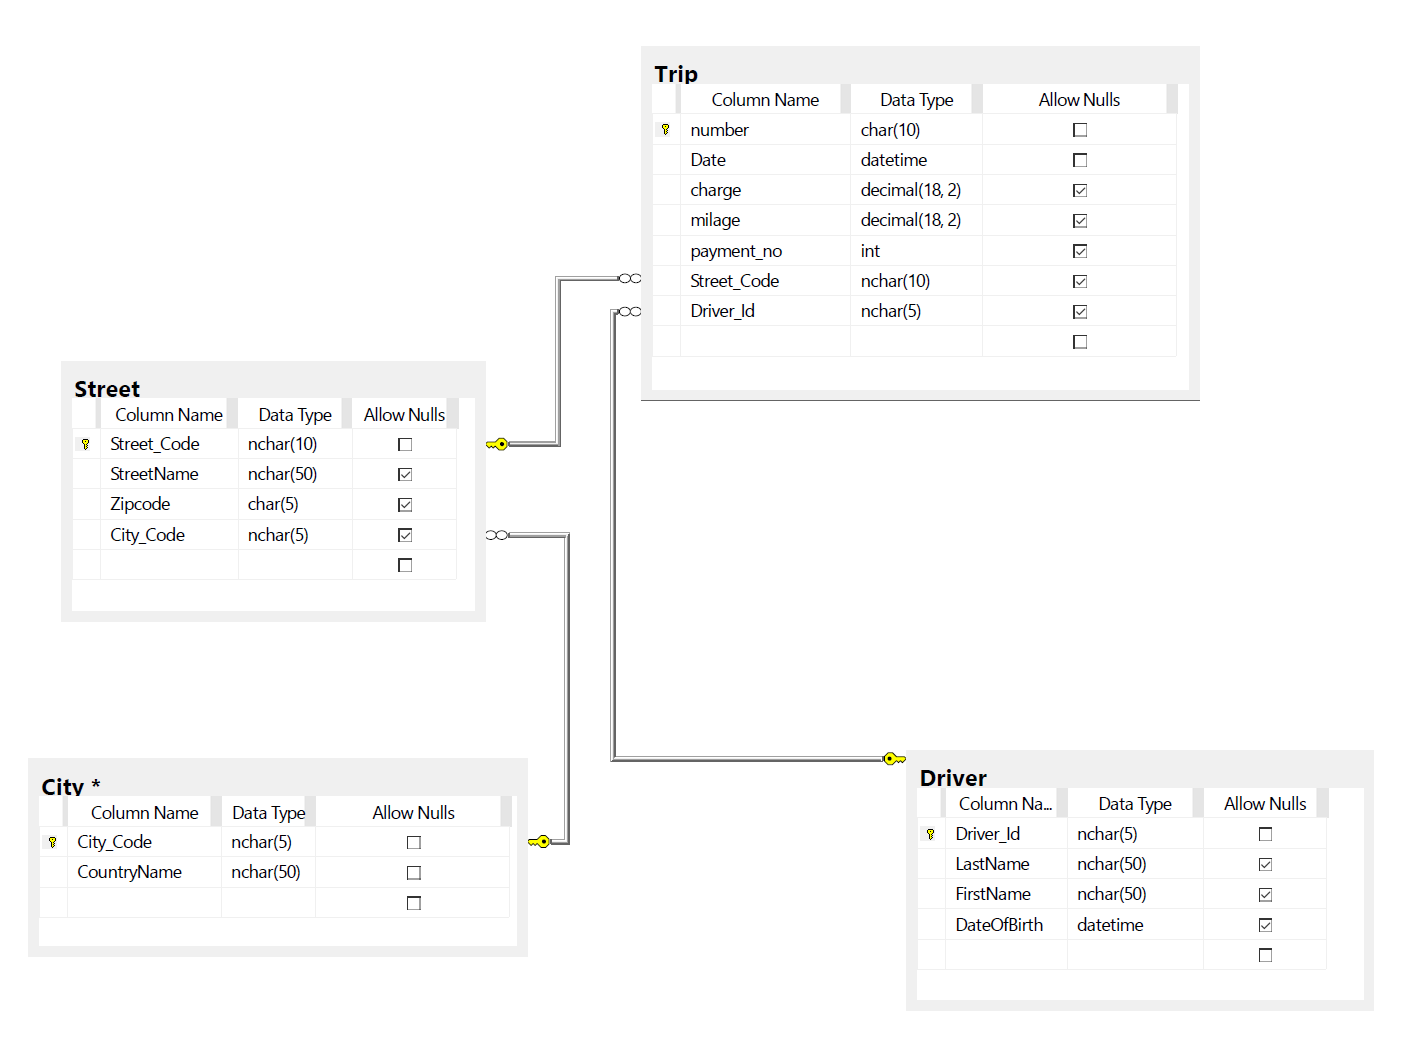 Trip
Column Name Data Type Allow Nulls
number char(10)
Date datetime
charge decimal(18, 2)
milage decimal(18, 2)
payment_no int
Street_Code nchar(10)
Driver_Id nchar(5)
Street
Column Name Data Type Allow Nulls
Street_Code nchar(10)
StreetName nchar(50)
Zipcode char(5)
City_Code nchar(5)
City *
Column Name Data Type Allow Nulls
City_Code nchar(5)
CountryName nchar(50)
Driver
Column Na... Data Type Allow Nulls
Driver_Id nchar(5)
LastName nchar(50)
FirstName nchar(50)
DateOfBirth datetime